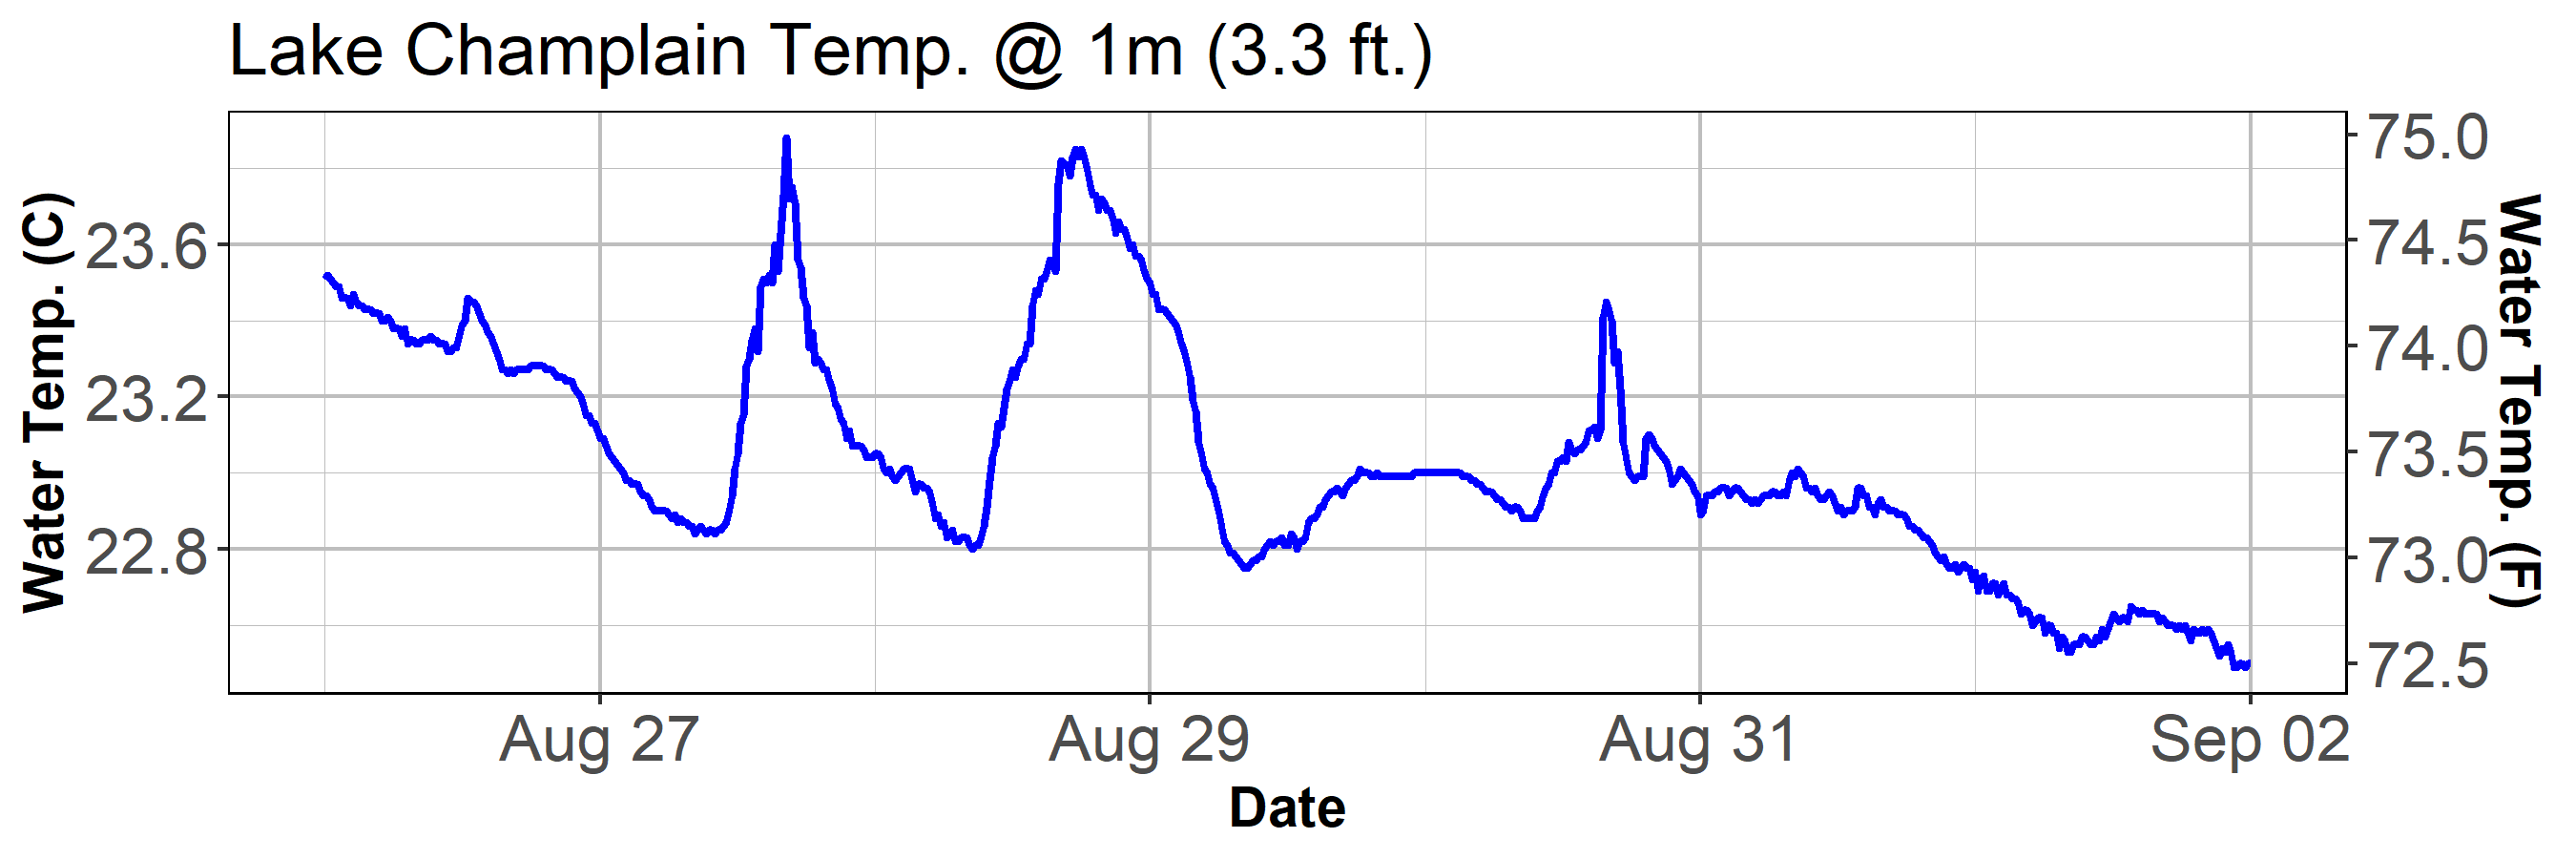 Lake Champlain Temp. @ 1m (3.3 ft.)
Water Temp. (C)
23.6
23.2
22.8
75.0
74.5
74.0
73.5
73.0
72.5
Water Temp. (F)
Aug 27 Aug 29 Aug 31 Sep 02
Date